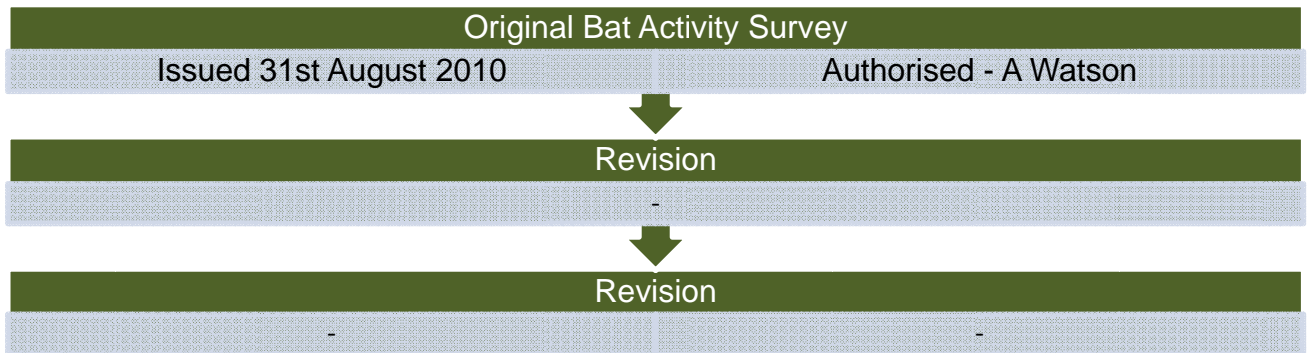 Original Bat Activity Survey
Issued 31st August 2010 Authorised - A Watson
Revision
-
Revision
- -